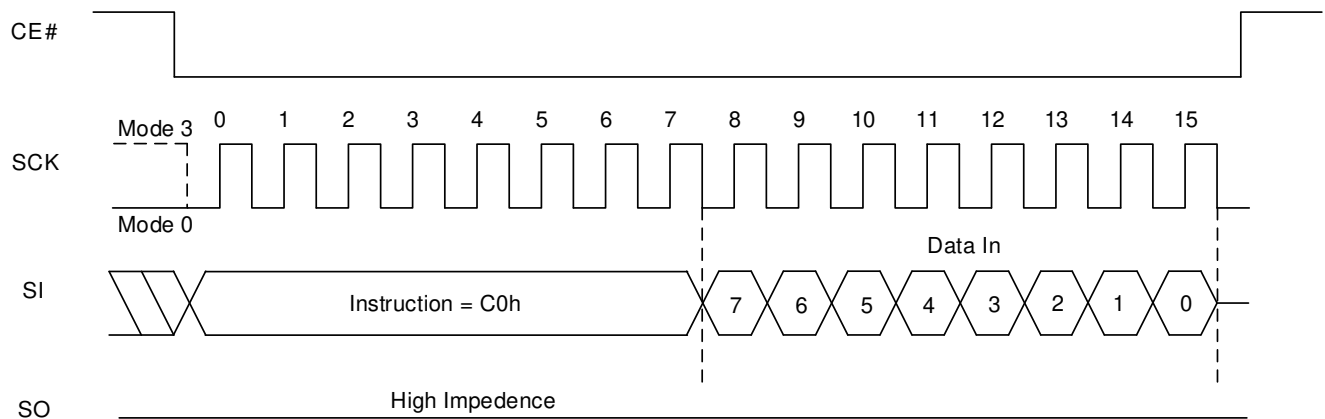 CE#
Mode 3 0 1 2 3 4 5 6 7 8 9 10 11 12 13 14 15
SCK
Mode 0
Data In
SI
Instruction = C0h 7 6 5 4 3 2 1 0
High Impedence
SO